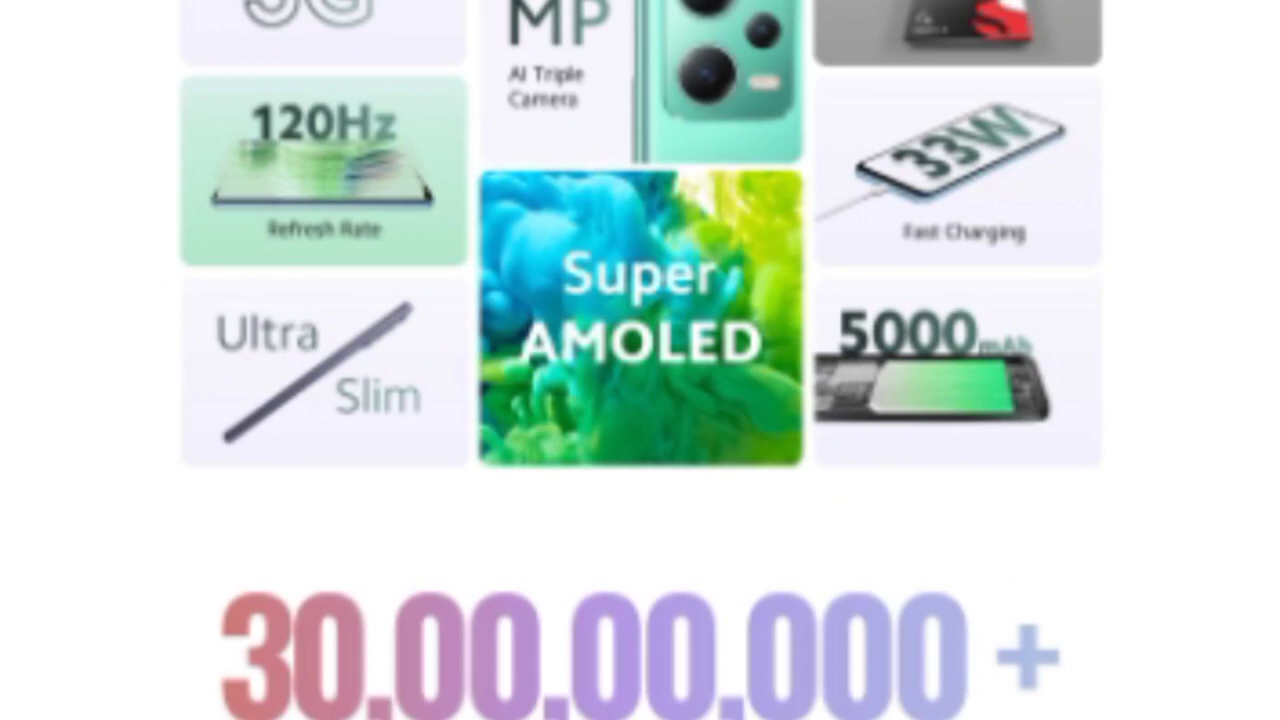 5G
MP
AI Triple
Camera
120Hz
Refresh Rate
33W
Fast Charging
Ultra
Slim
Super
AMOLED
5000mAh
30,00,00,000 +